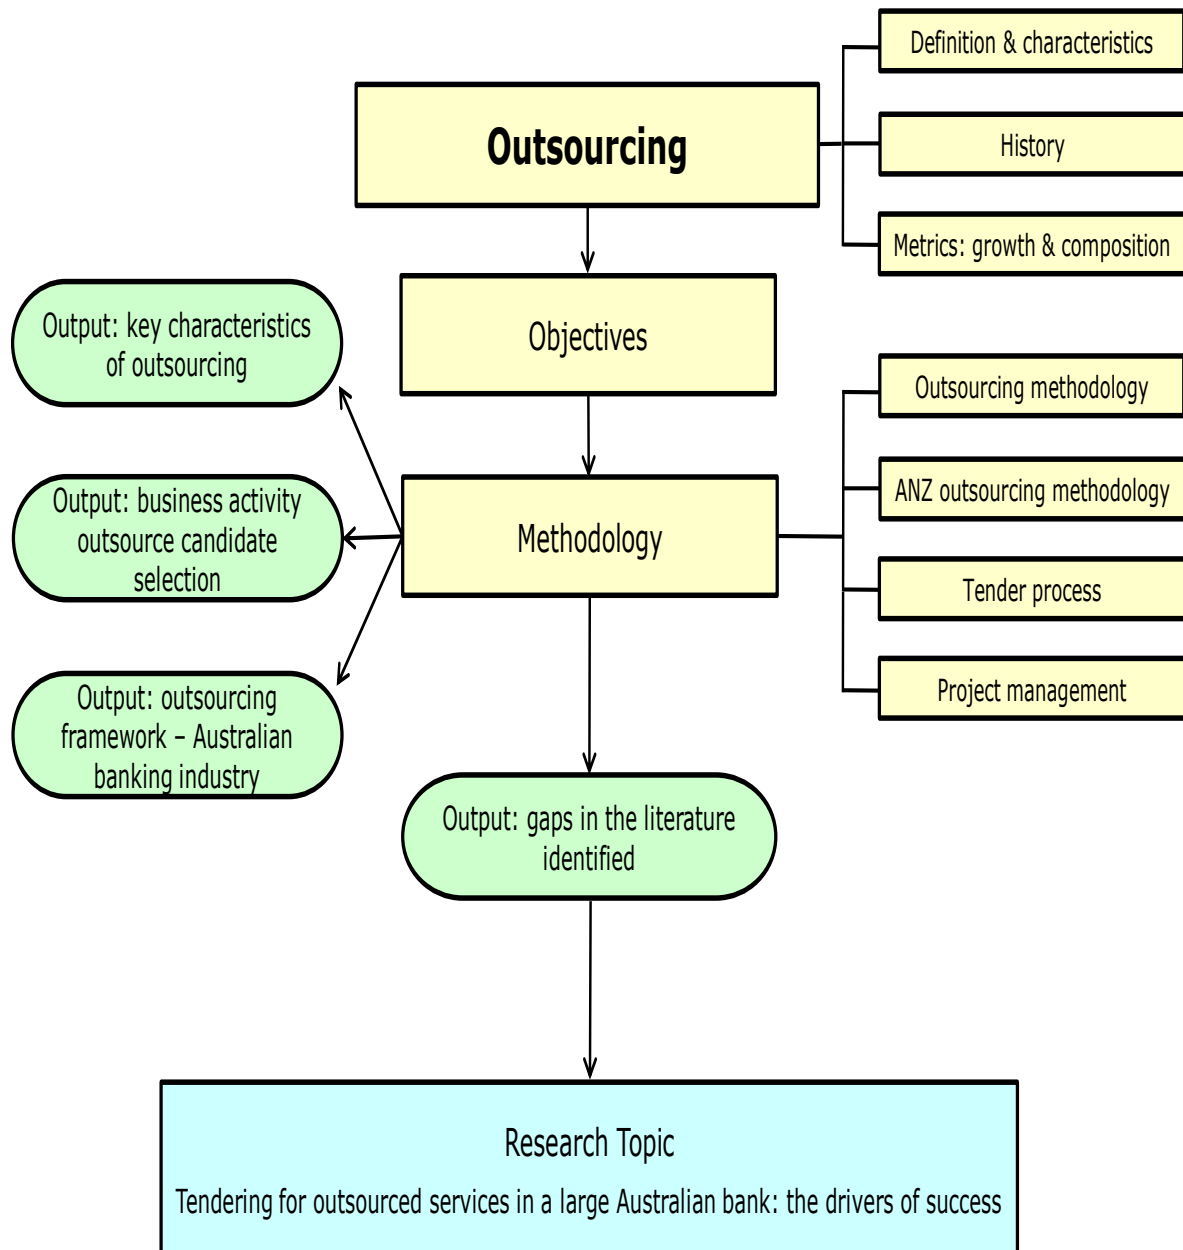 Definition & characteristics
Outsourcing
History
Metrics: growth & composition
Objectives
Output: key characteristics
of outsourcing
Outsourcing methodology
Output: business activity
outsource candidate
selection
Methodology
ANZ outsourcing methodology
Tender process
Project management
Output: outsourcing
framework – Australian
banking industry
Output: gaps in the literature
identified
Research Topic
Tendering for outsourced services in a large Australian bank: the drivers of success